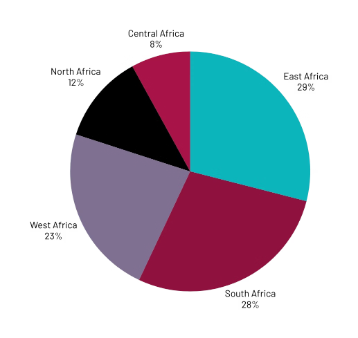 Central Africa
8%
North Africa
12%
East Africa
29%
West Africa
23%
South Africa
28%